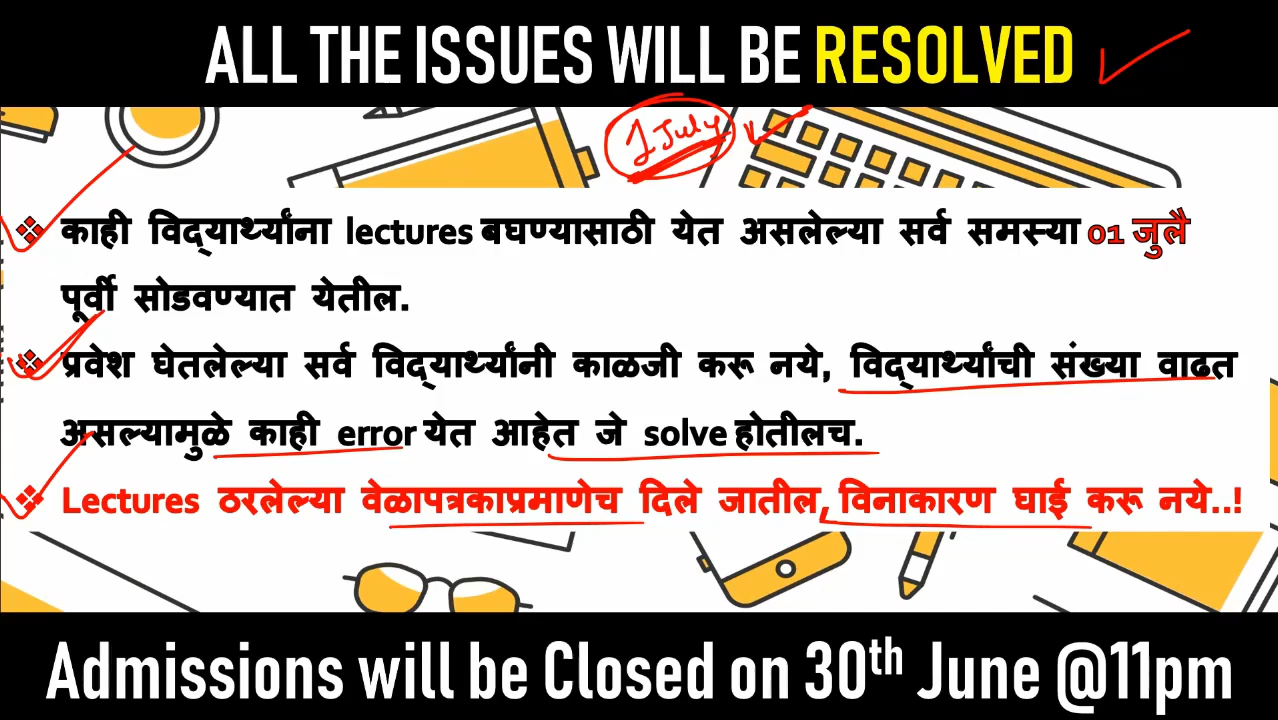 ALL THE ISSUES WILL BE RESOLVED
1 July
❖ काही विद्यार्थ्यांना lectures बघण्यासाठी येत असलेल्या सर्व समस्या 01 जुलै
पूर्वी सोडवण्यात येतील.
❖ प्रवेश घेतलेल्या सर्व विद्यार्थ्यांनी काळजी करू नये, विद्यार्थ्यांची संख्या वाढत
असल्यामुळे काही error येत आहेत जे solve होतीलच.
❖ Lectures ठरलेल्या वेळापत्रकाप्रमाणेच दिले जातील, विनाकारण घाई करू नये..!
Admissions will be Closed on 30th June @11pm